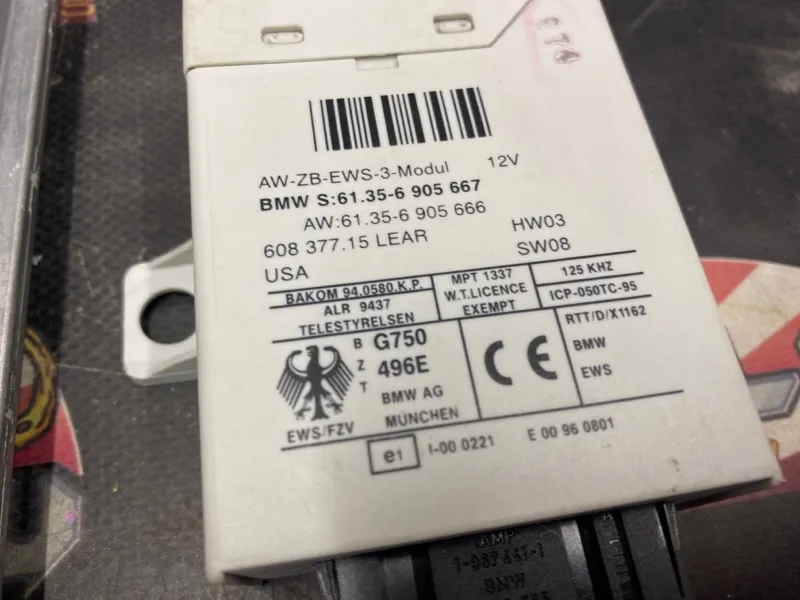 AW-ZB-EWS-3-Modul 12V
BMW S:61.35-6 905 667
AW:61.35-6 905 666
608 377.15 LEAR HW03
USA SW08
BAKOM 94.0580.K.P.
ALR 9437
TELESTYRELSEN
MPT 1337
W.T.LICENCE
EXEMPT
125 KHZ
ICP-050TC-95
EWS/FZV
B G750
Z 496E
T BMW AG
MÜNCHEN
CE
RTT/D/X1162
BMW
EWS
e1 I-00 0221 E 00 96 0801
AMP
BMW